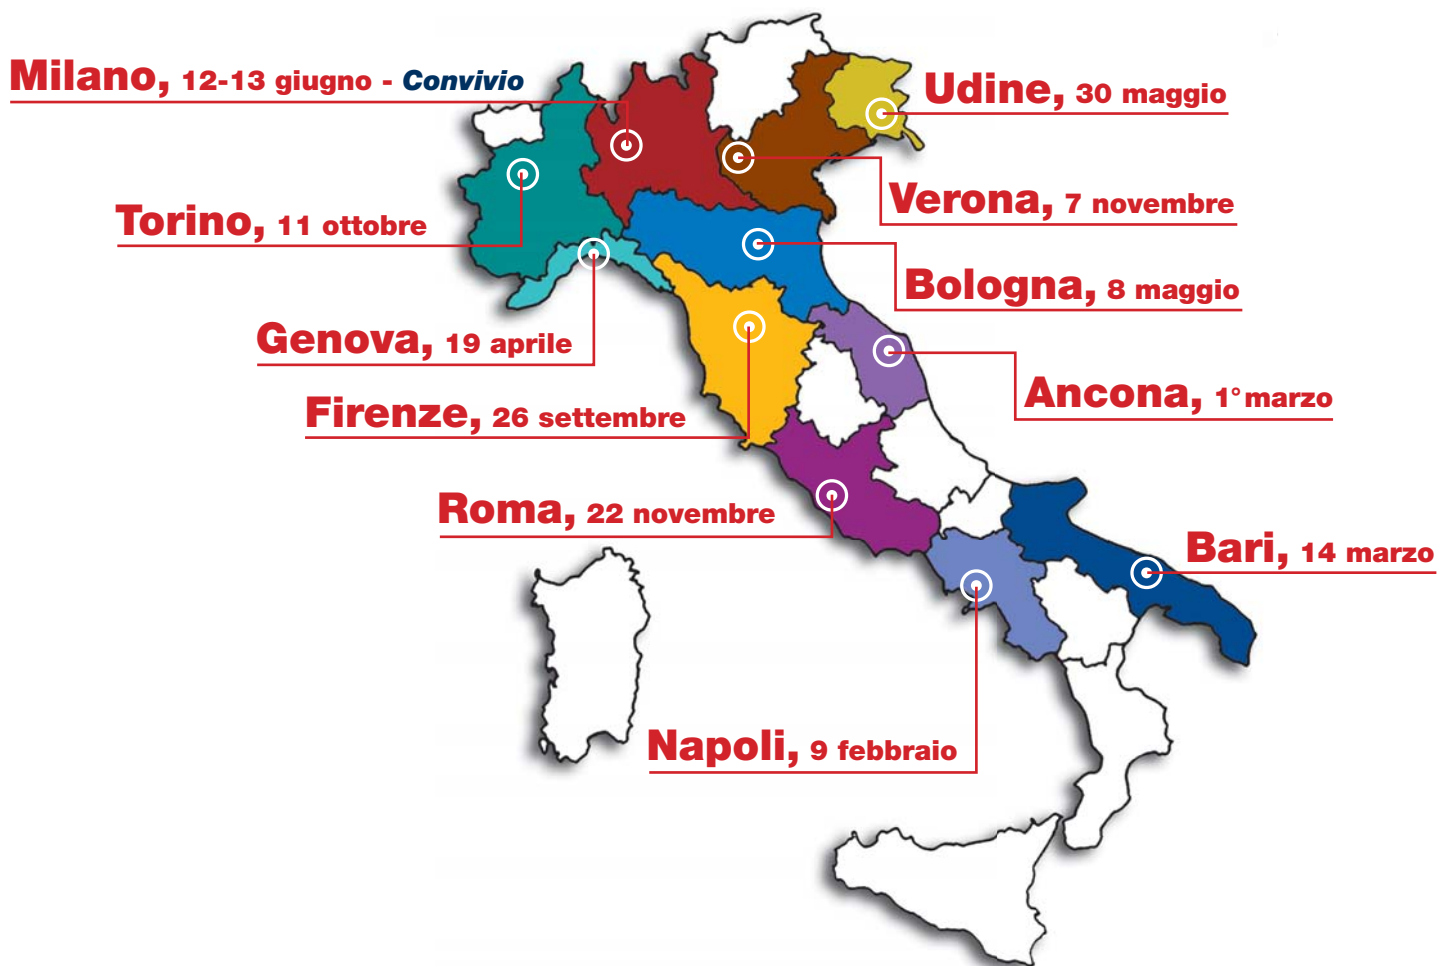 Milano, 12-13 giugno - Convivio
Udine, 30 maggio
Verona, 7 novembre
Torino, 11 ottobre
Bologna, 8 maggio
Genova, 19 aprile
Ancona, 1° marzo
Firenze, 26 settembre
Roma, 22 novembre
Bari, 14 marzo
Napoli, 9 febbraio